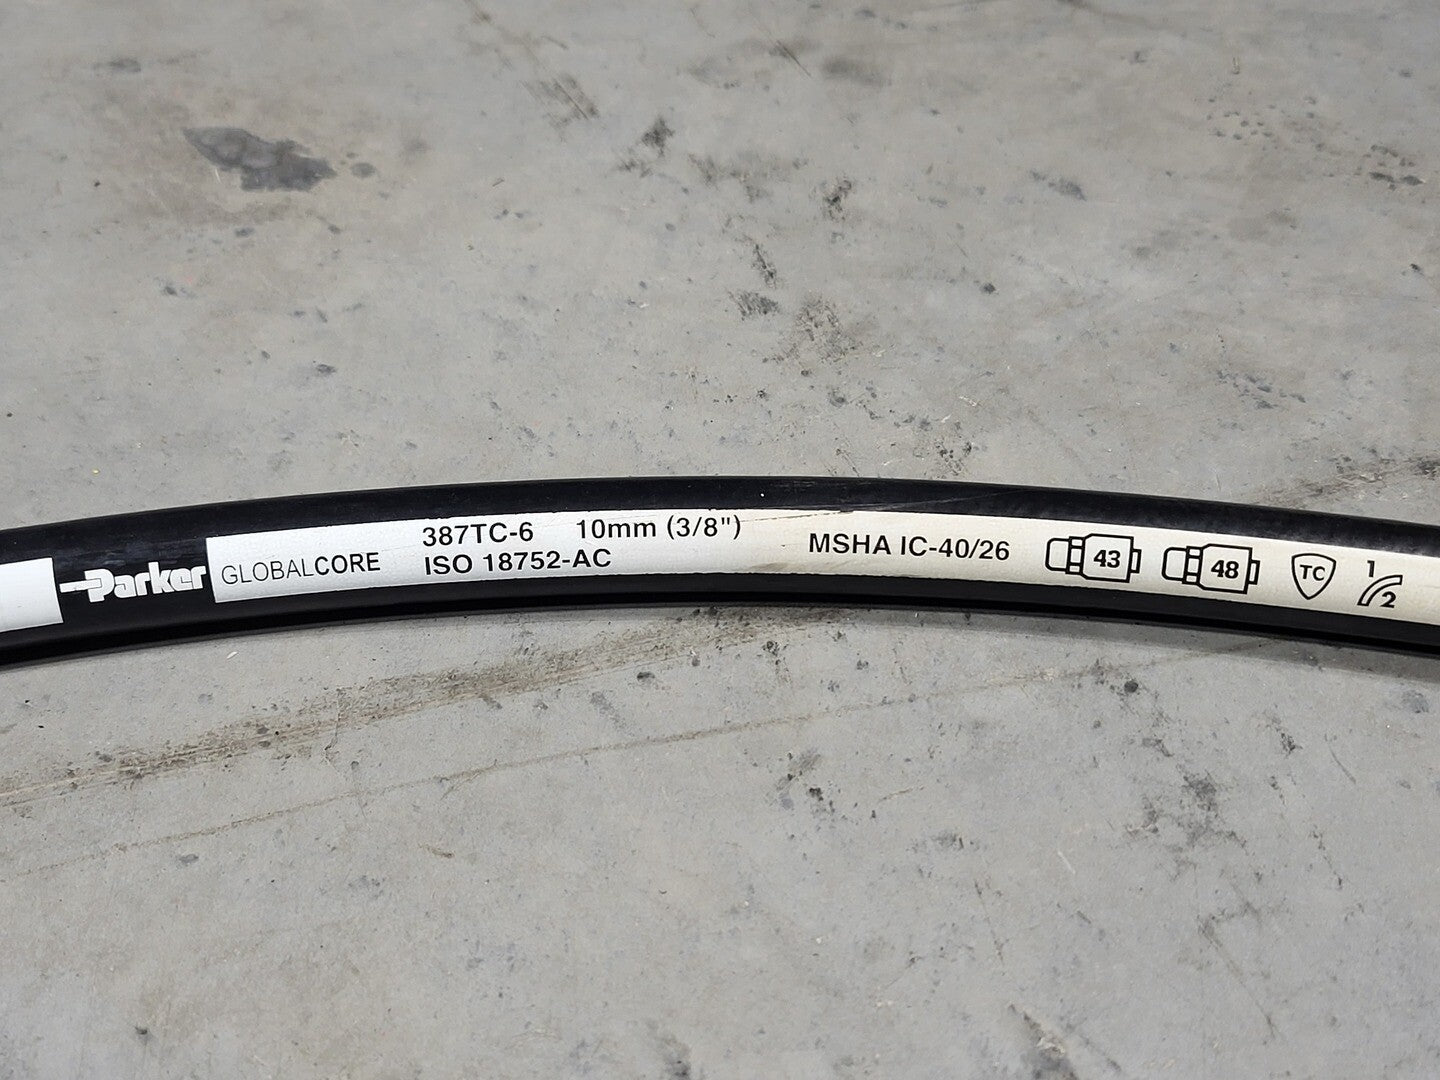 Parker GLOBALCORE
387TC-6 10mm (3/8")
ISO 18752-AC
MSHA IC-40/26
43
48
TC
1
2